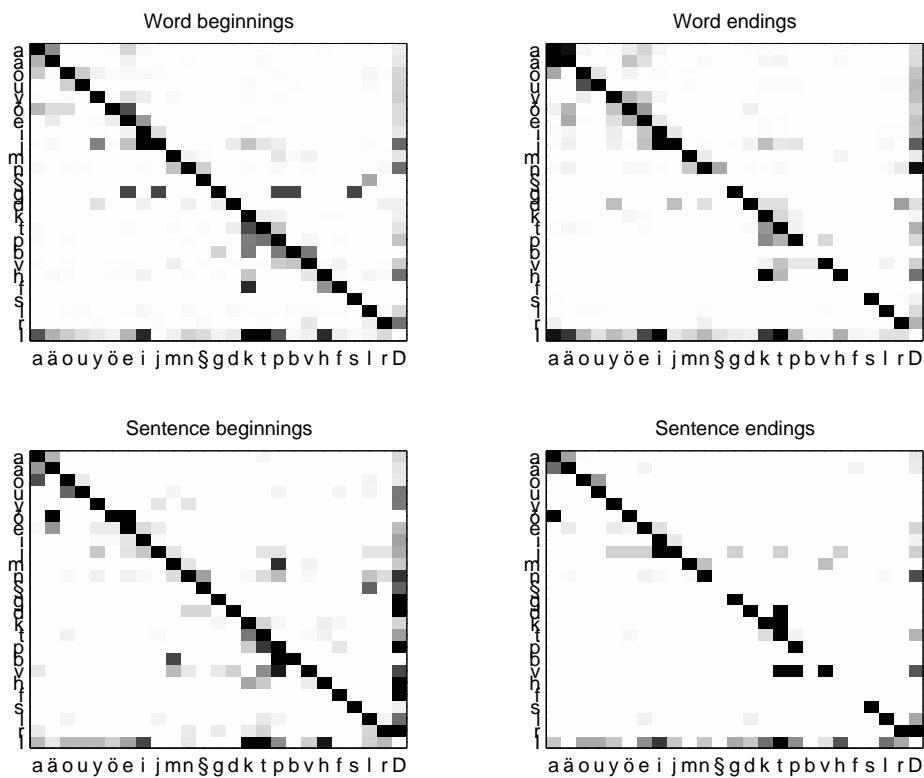 Word beginnings
a
ä
o
u
y
ö
e
i
j
m
n
§
g
d
k
t
p
b
v
h
f
s
l
r
I
a ä o u y ö e i j m n § g d k t p b v h f s l r D
Word endings
a
ä
o
u
y
ö
e
i
j
m
n
§
g
d
k
t
p
b
v
h
f
s
l
r
I
a ä o u y ö e i j m n § g d k t p b v h f s l r D
Sentence beginnings
a
ä
o
u
y
ö
e
i
j
m
n
§
g
d
k
t
p
b
v
h
f
s
l
r
I
a ä o u y ö e i j m n § g d k t p b v h f s l r D
Sentence endings
a
ä
o
u
y
ö
e
i
j
m
n
§
g
d
k
t
p
b
v
h
f
s
l
r
I
a ä o u y ö e i j m n § g d k t p b v h f s l r D